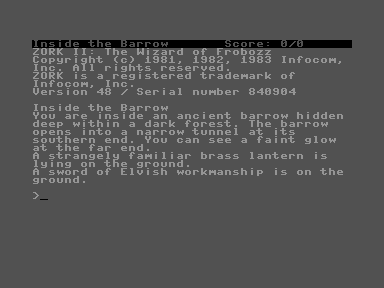 Inside the Barrow Score: 0/0
ZORK II: The Wizard of Frobozz
Copyright (c) 1981, 1982, 1983 Infocom,
Inc. All rights reserved.
ZORK is a registered trademark of
Infocom, Inc.
Version 48 / Serial number 840904
Inside the Barrow
You are inside an ancient barrow hidden
deep within a dark forest. The barrow
opens into a narrow tunnel at its
southern end. You can see a faint glow
at the far end.
A strangely familiar brass lantern is
lying on the ground.
A sword of Elvish workmanship is on the
ground.
>_